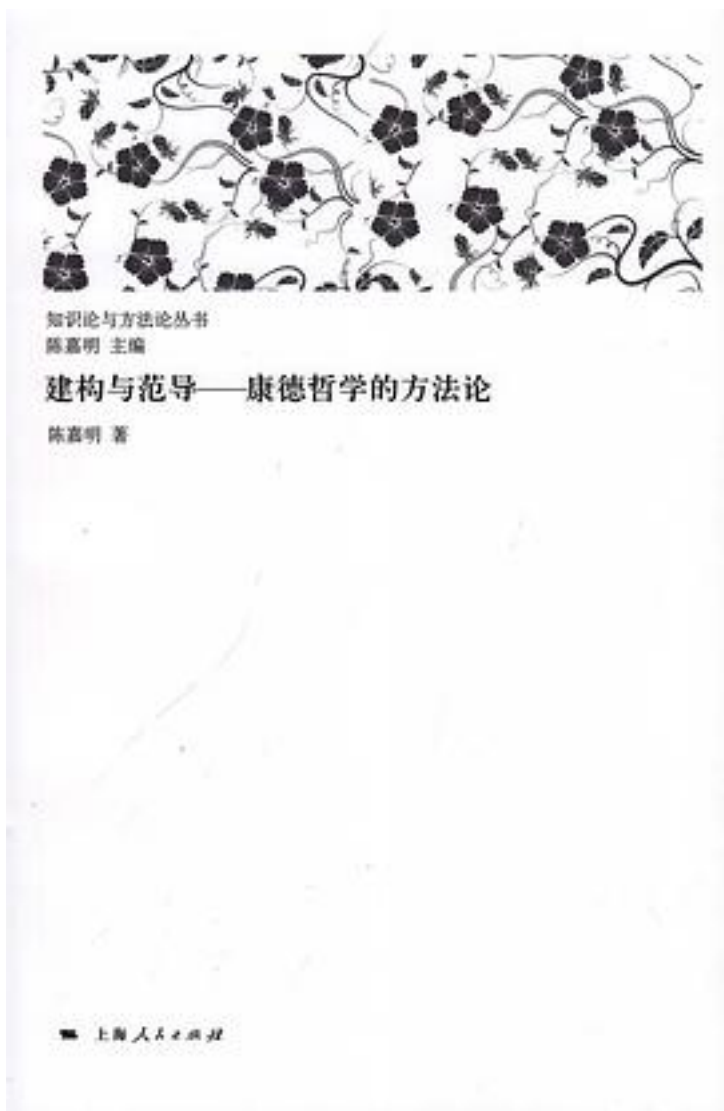 知识论与方法论丛书
陈嘉明 主编
建构与范导——康德哲学的方法论
陈嘉明 著
上海人民出版社